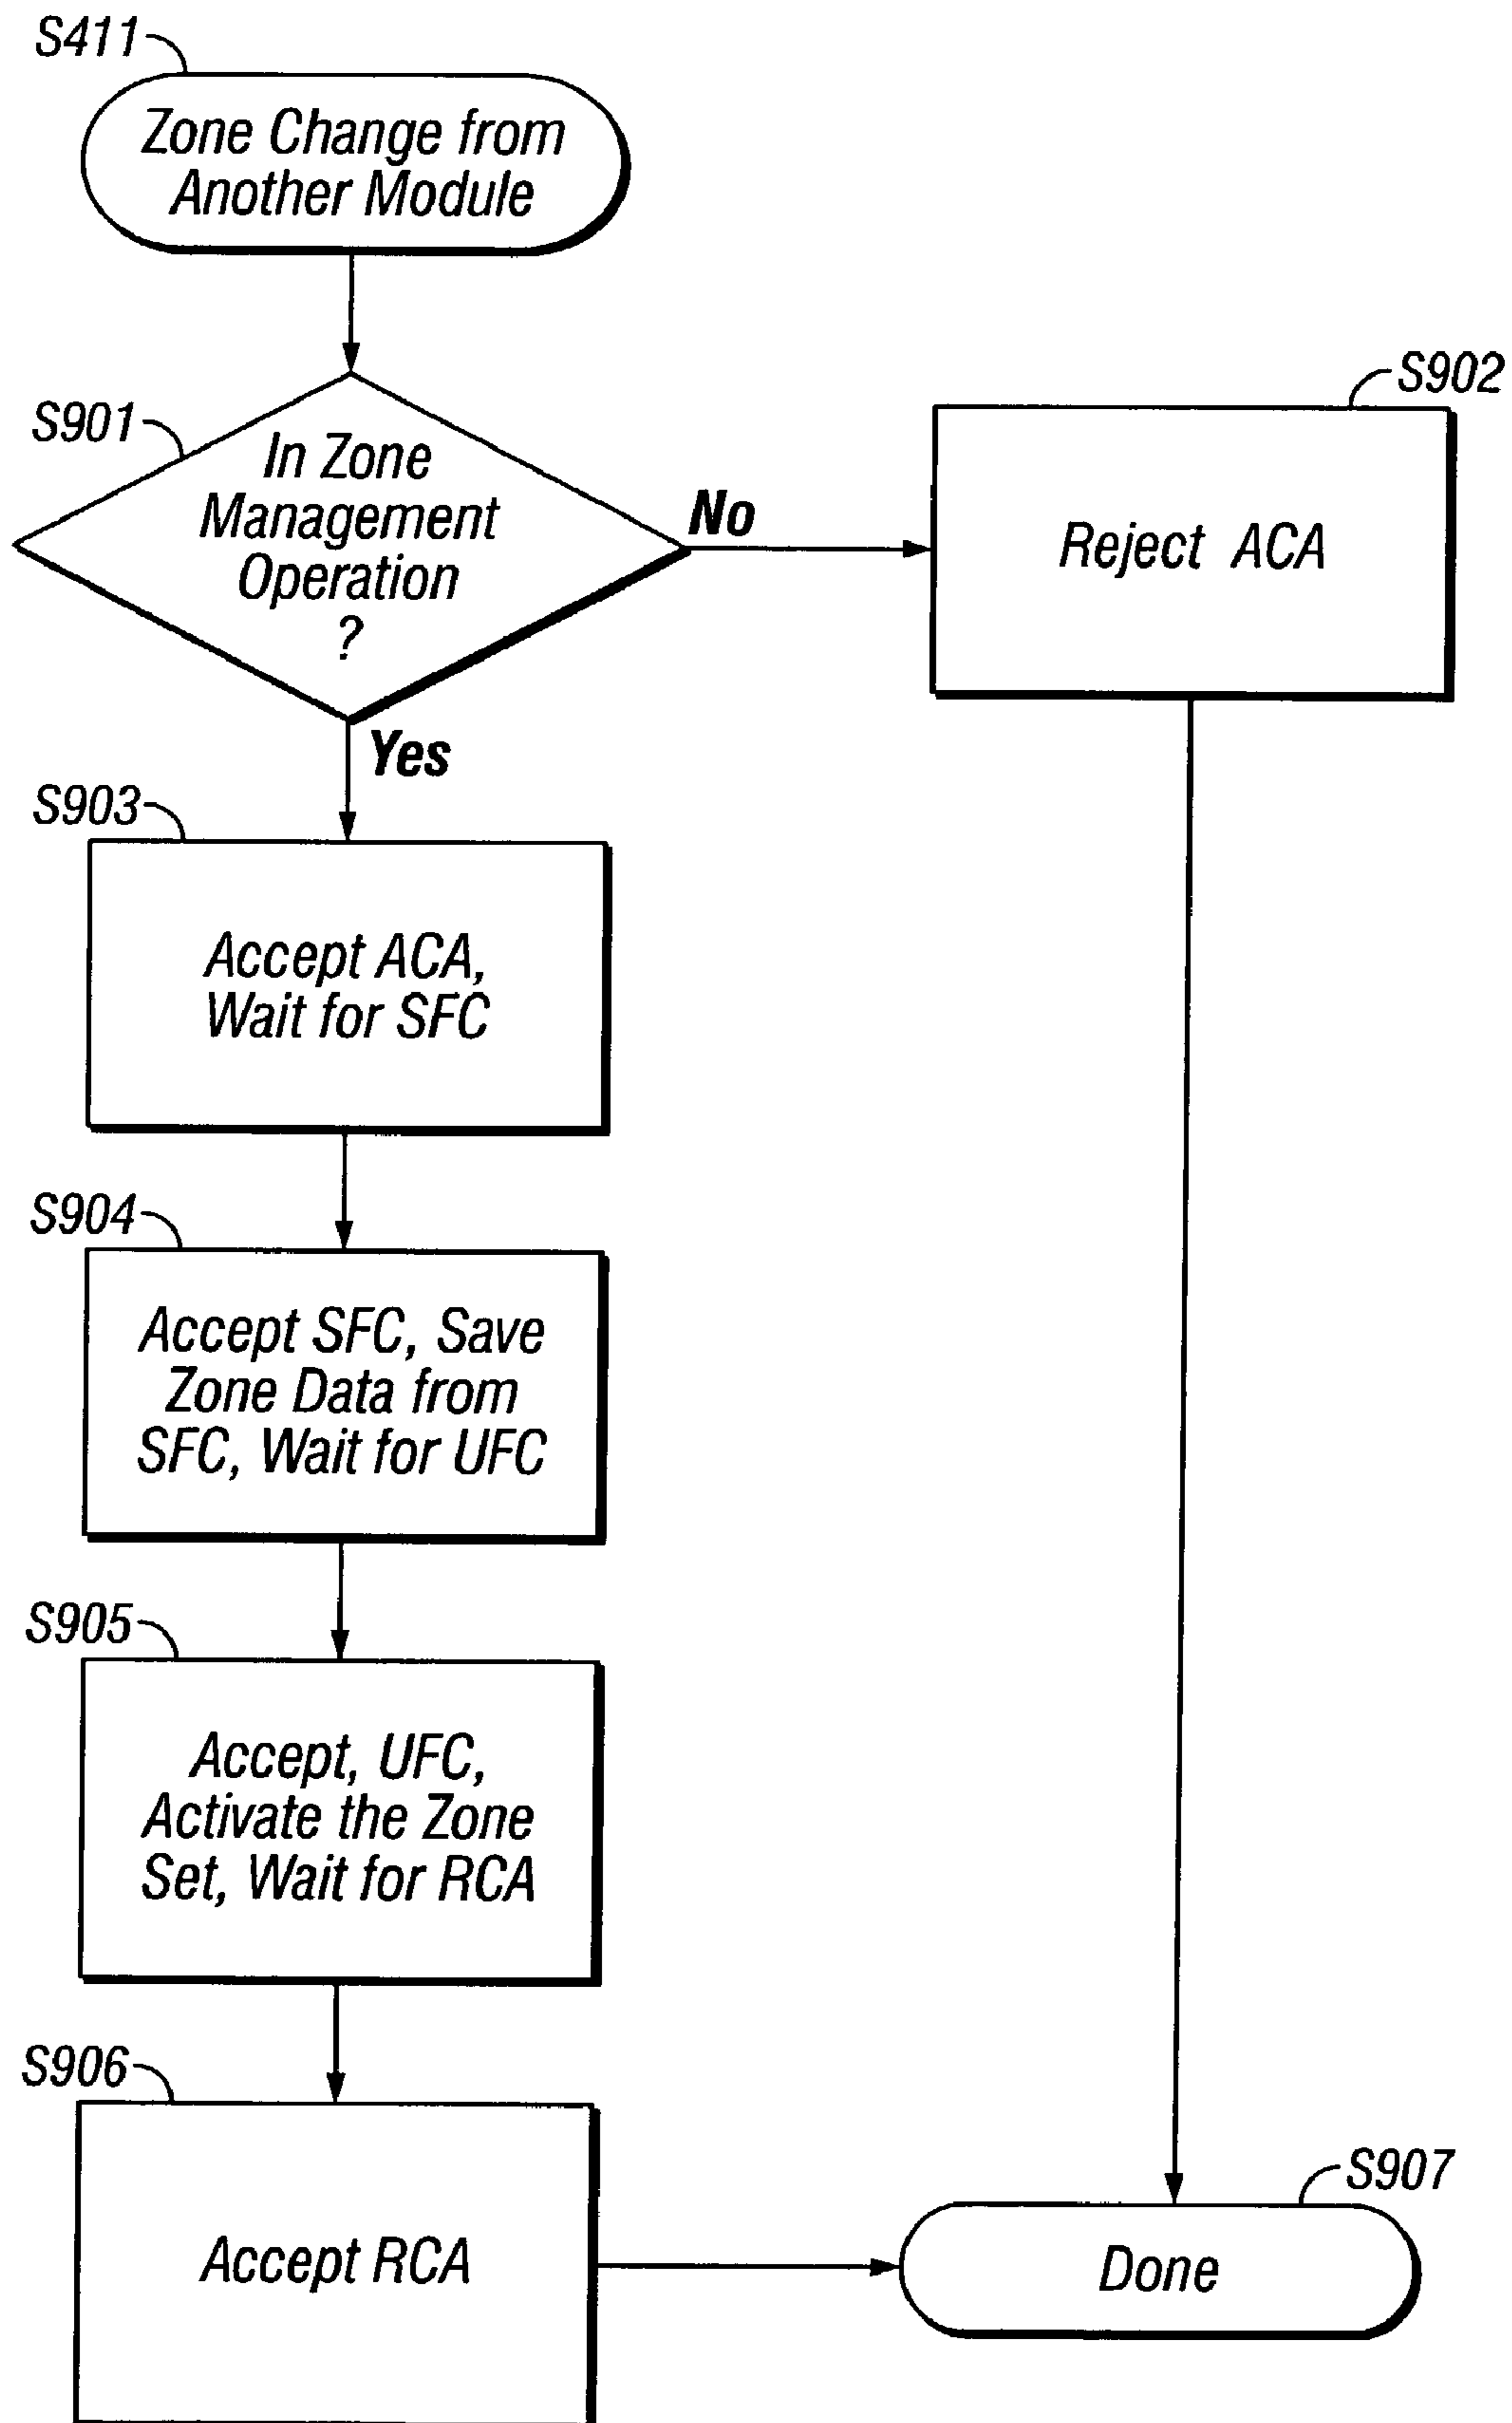 S411
Zone Change from
Another Module
S901
In Zone
Management
Operation
?
No
S902
Reject ACA
Yes
S903
Accept ACA,
Wait for SFC
S904
Accept SFC, Save
Zone Data from
SFC, Wait for UFC
S905
Accept, UFC,
Activate the Zone
Set, Wait for RCA
S906
Accept RCA
S907
Done